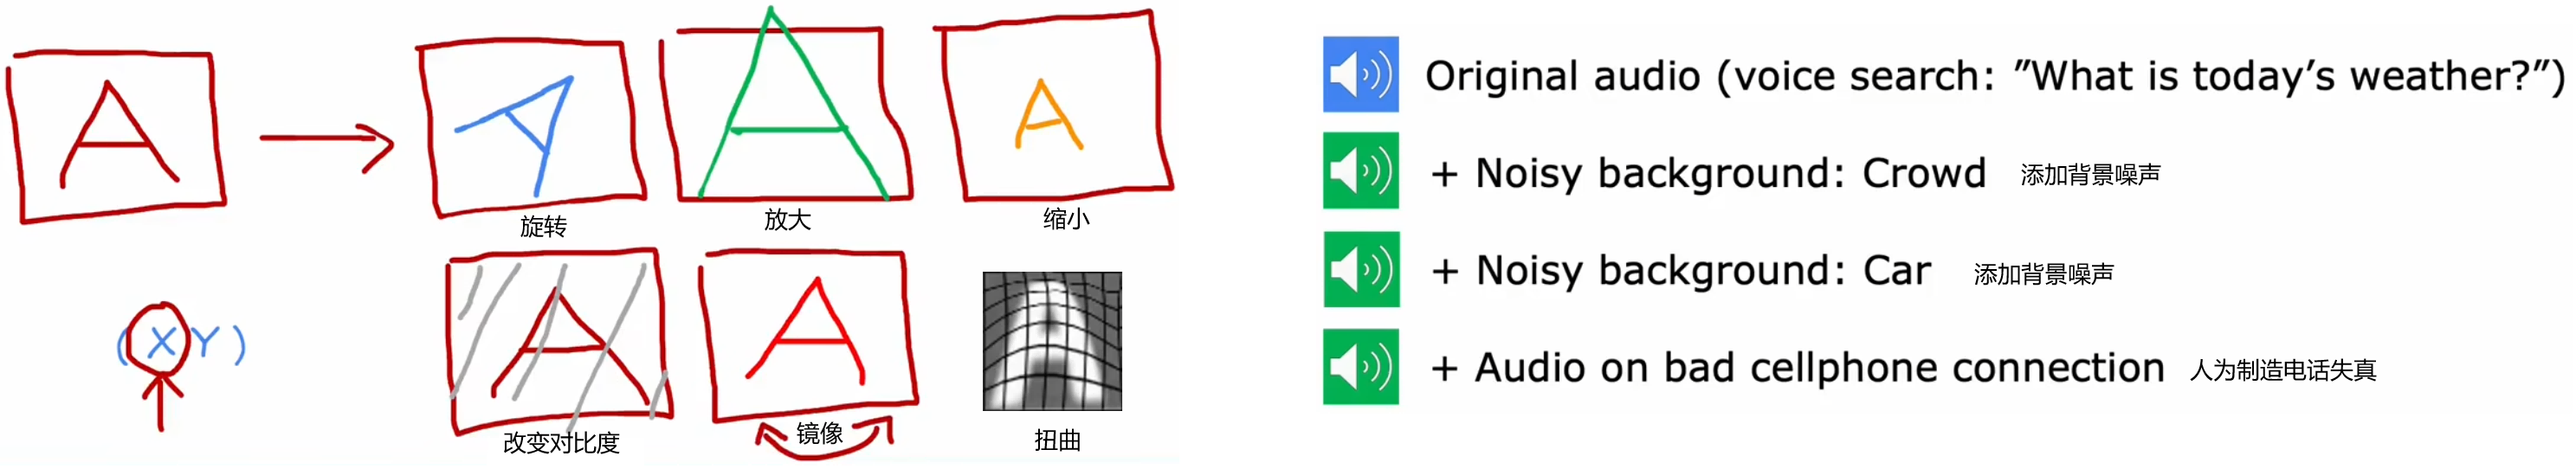 A
A
A
A
旋转
放大
缩小
(X Y)
A
A
改变对比度
镜像
扭曲
Original audio (voice search: ”What is today’s weather?”)
+ Noisy background: Crowd 添加背景噪声
+ Noisy background: Car 添加背景噪声
+ Audio on bad cellphone connection 人为制造电话失真